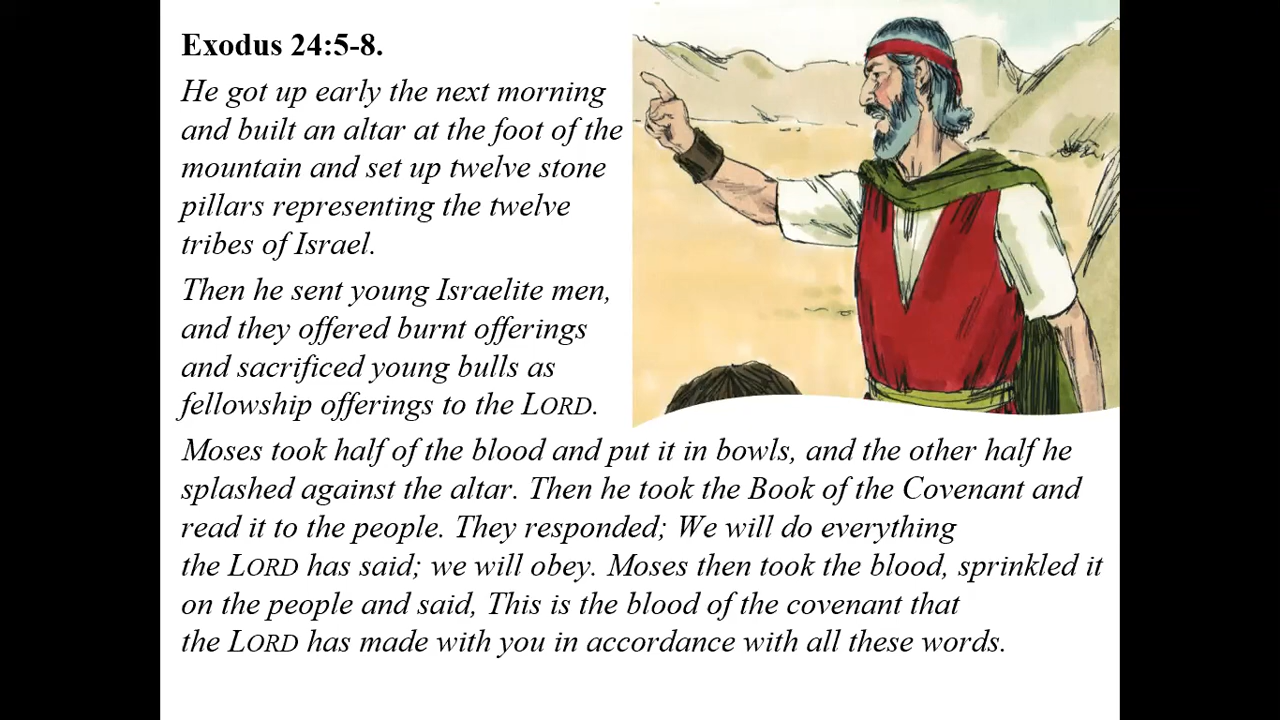 Exodus 24:5-8.
He got up early the next morning
and built an altar at the foot of the
mountain and set up twelve stone
pillars representing the twelve
tribes of Israel.
Then he sent young Israelite men,
and they offered burnt offerings
and sacrificed young bulls as
fellowship offerings to the LORD.
Moses took half of the blood and put it in bowls, and the other half he
splashed against the altar. Then he took the Book of the Covenant and
read it to the people. They responded; We will do everything
the LORD has said; we will obey. Moses then took the blood, sprinkled it
on the people and said, This is the blood of the covenant that
the LORD has made with you in accordance with all these words.